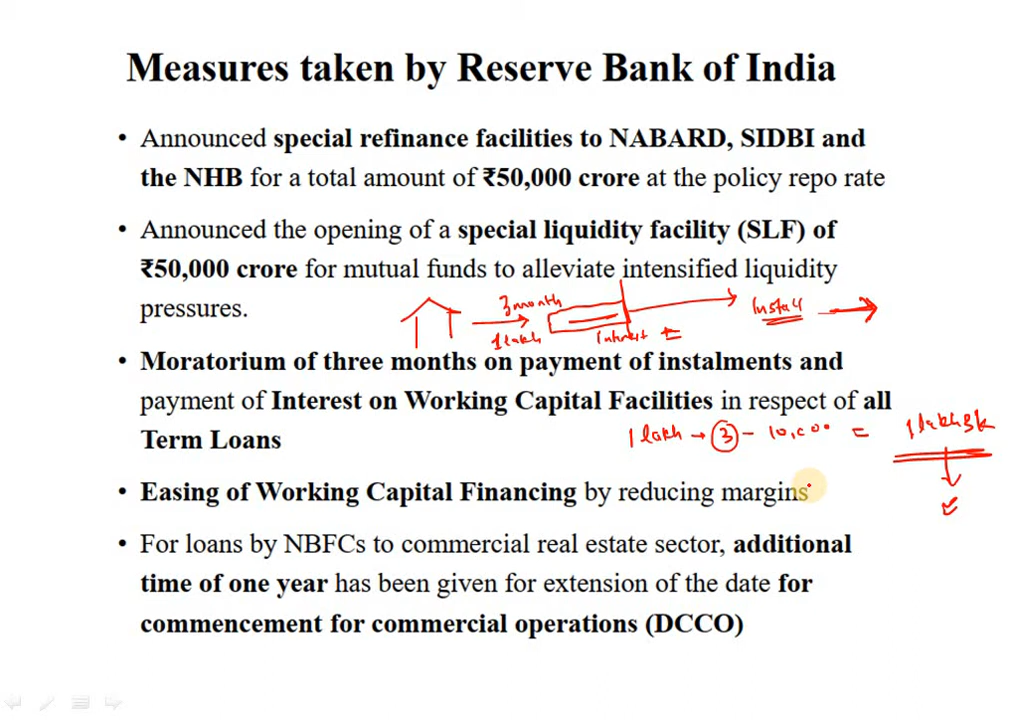 Measures taken by Reserve Bank of India
• Announced special refinance facilities to NABARD, SIDBI and
the NHB for a total amount of ₹50,000 crore at the policy repo rate
• Announced the opening of a special liquidity facility (SLF) of
₹50,000 crore for mutual funds to alleviate intensified liquidity
pressures.
3 month
Install
1 lakh
Interest
• Moratorium of three months on payment of instalments and
payment of Interest on Working Capital Facilities in respect of all
Term Loans
1 lakh → 3 - 10,000 = 1 lakh 3k
• Easing of Working Capital Financing by reducing margins
• For loans by NBFCs to commercial real estate sector, additional
time of one year has been given for extension of the date for
commencement for commercial operations (DCCO)